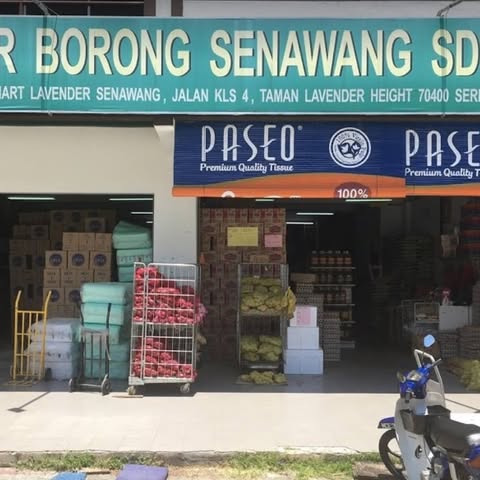 R BORONG SENAWANG SD
MART LAVENDER SENAWANG, JALAN KLS 4, TAMAN LAVENDER HEIGHT 70400 SER
PASEO®
Premium Quality Tissue
PASE
Premium Quality Tiss
100%